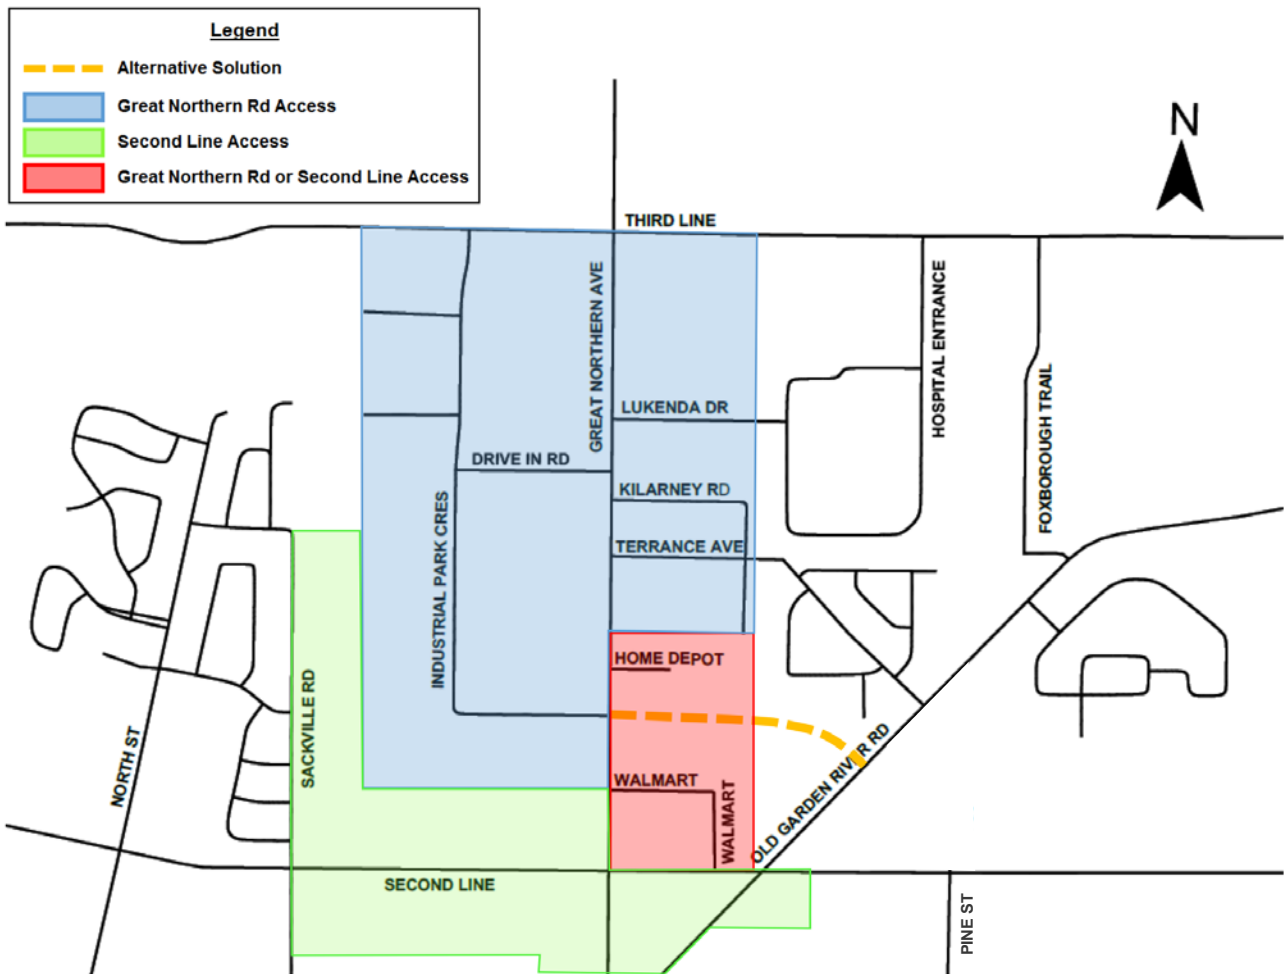 Legend
Alternative Solution
Great Northern Rd Access
Second Line Access
Great Northern Rd or Second Line Access
N
THIRD LINE
GREAT NORTHERN AVE
HOSPITAL ENTRANCE
FOXBOROUGH TRAIL
LUKENDA DR
DRIVE IN RD
KILARNEY RD
INDUSTRIAL PARK CRES
TERRANCE AVE
HOME DEPOT
SACKVILLE RD
NORTH ST
OLD GARDEN RIVER RD
WALMART
WALMART
SECOND LINE
PINE ST